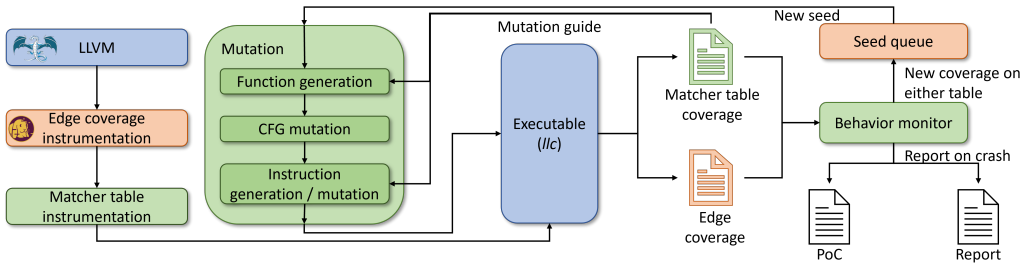 LLVM
Edge coverage
instrumentation
Matcher table
instrumentation
Mutation
Function generation
CFG mutation
Instruction
generation / mutation
Mutation guide
Executable
(llc)
Matcher table
coverage
Edge
coverage
New seed
Seed queue
New coverage on
either table
Behavior monitor
Report on crash
PoC
Report